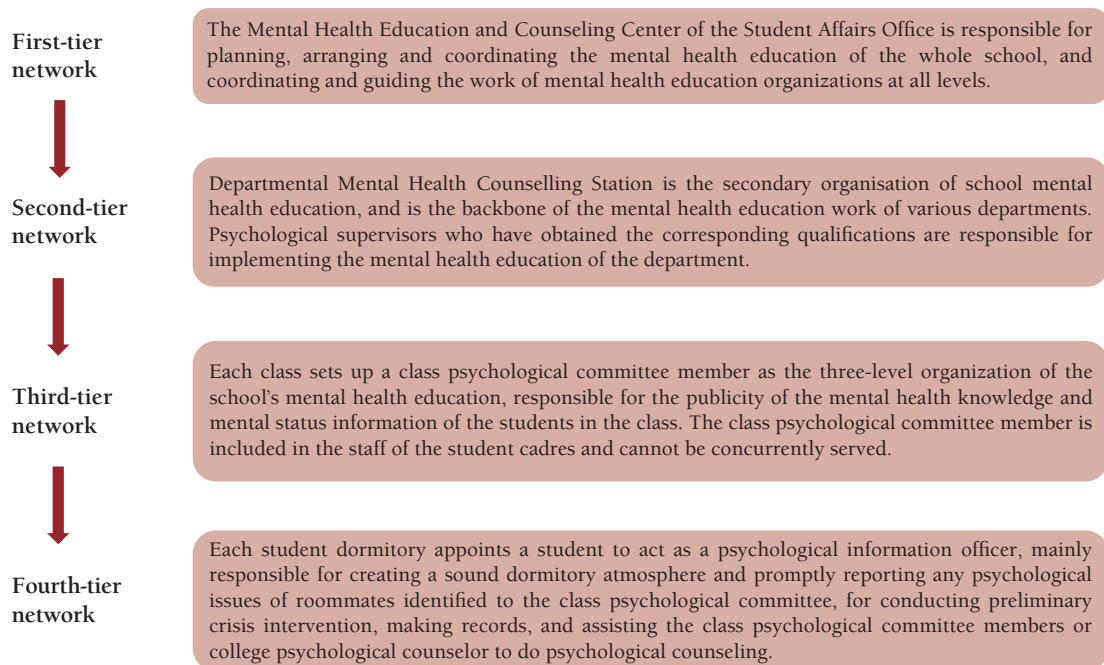 First-tier
network
The Mental Health Education and Counseling Center of the Student Affairs Office is responsible for
planning, arranging and coordinating the mental health education of the whole school, and
coordinating and guiding the work of mental health education organizations at all levels.
Second-tier
network
Departmental Mental Health Counselling Station is the secondary organisation of school mental
health education, and is the backbone of the mental health education work of various departments.
Psychological supervisors who have obtained the corresponding qualifications are responsible for
implementing the mental health education of the department.
Third-tier
network
Each class sets up a class psychological committee member as the three-level organization of the
school's mental health education, responsible for the publicity of the mental health knowledge and
mental status information of the students in the class. The class psychological committee member is
included in the staff of the student cadres and cannot be concurrently served.
Fourth-tier
network
Each student dormitory appoints a student to act as a psychological information officer, mainly
responsible for creating a sound dormitory atmosphere and promptly reporting any psychological
issues of roommates identified to the class psychological committee, for conducting preliminary
crisis intervention, making records, and assisting the class psychological committee members or
college psychological counselor to do psychological counseling.